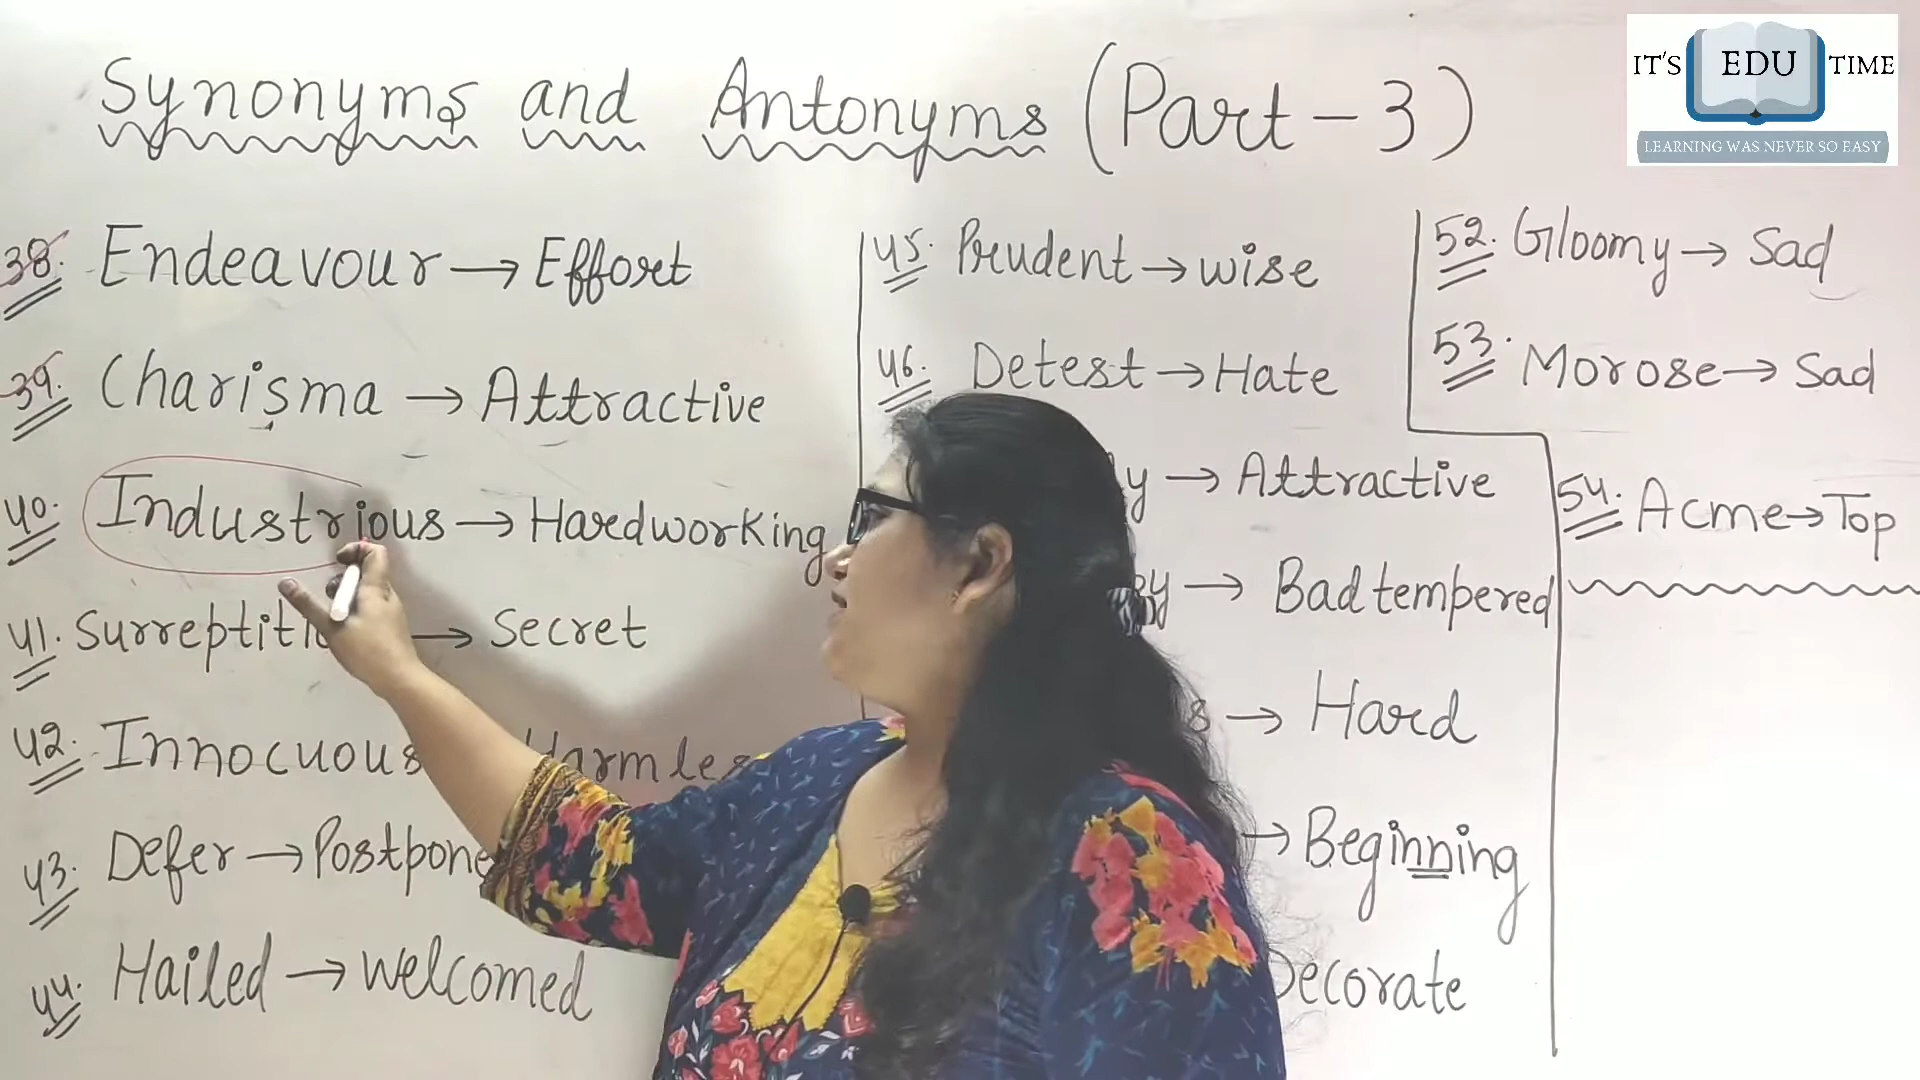 Synonyms and Antonyms (Part-3)
IT'S EDU TIME
LEARNING WAS NEVER SO EASY
38. Endeavour → Effort
39. Charisma → Attractive
40. Industrious → Hardworking
41. → Secret
42. Innocuous
43. Defer → Postpone
44. Hailed → Welcomed
45. Prudent → Wise
46. Detest → Hate
→ Attractive
→ Bad tempered
→ Hard
→ Beginning
Decorate
52. Gloomy → Sad
53. Morose → Sad
54. Acme → Top